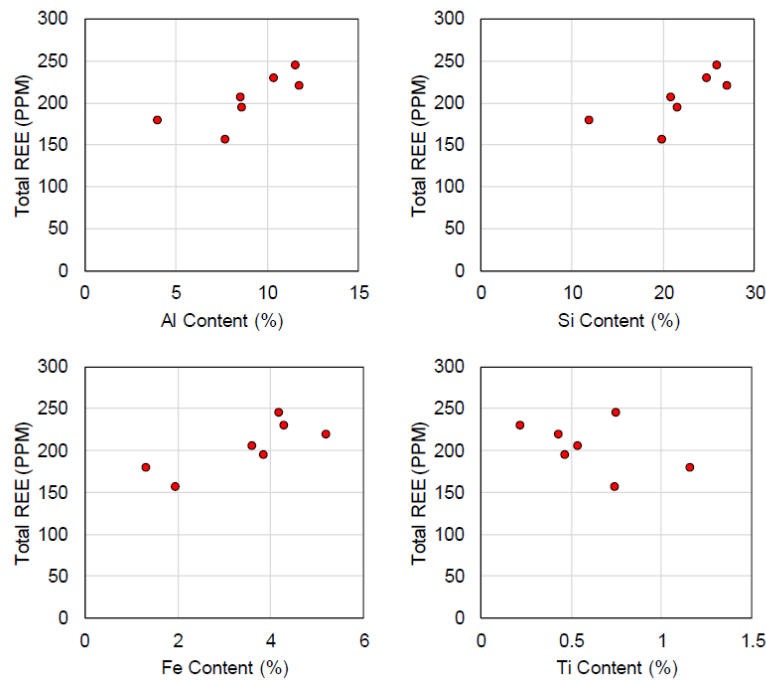 300
250
200
150
100
50
0
Total REE (PPM)
0 5 10 15
Al Content (%)
300
250
200
150
100
50
0
Total REE (PPM)
0 10 20 30
Si Content (%)
300
250
200
150
100
50
0
Total REE (PPM)
0 2 4 6
Fe Content (%)
300
250
200
150
100
50
0
Total REE (PPM)
0 0.5 1 1.5
Ti Content (%)